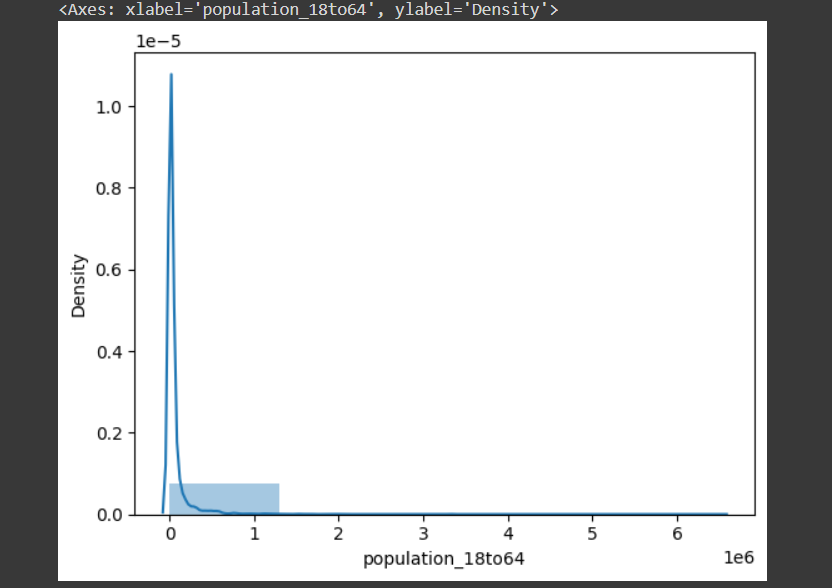 <Axes: xlabel='population_18to64', ylabel='Density'>
1e−5
1.0
0.8
0.6
0.4
0.2
0.0
Density
0 1 2 3 4 5 6
population_18to64
1e6